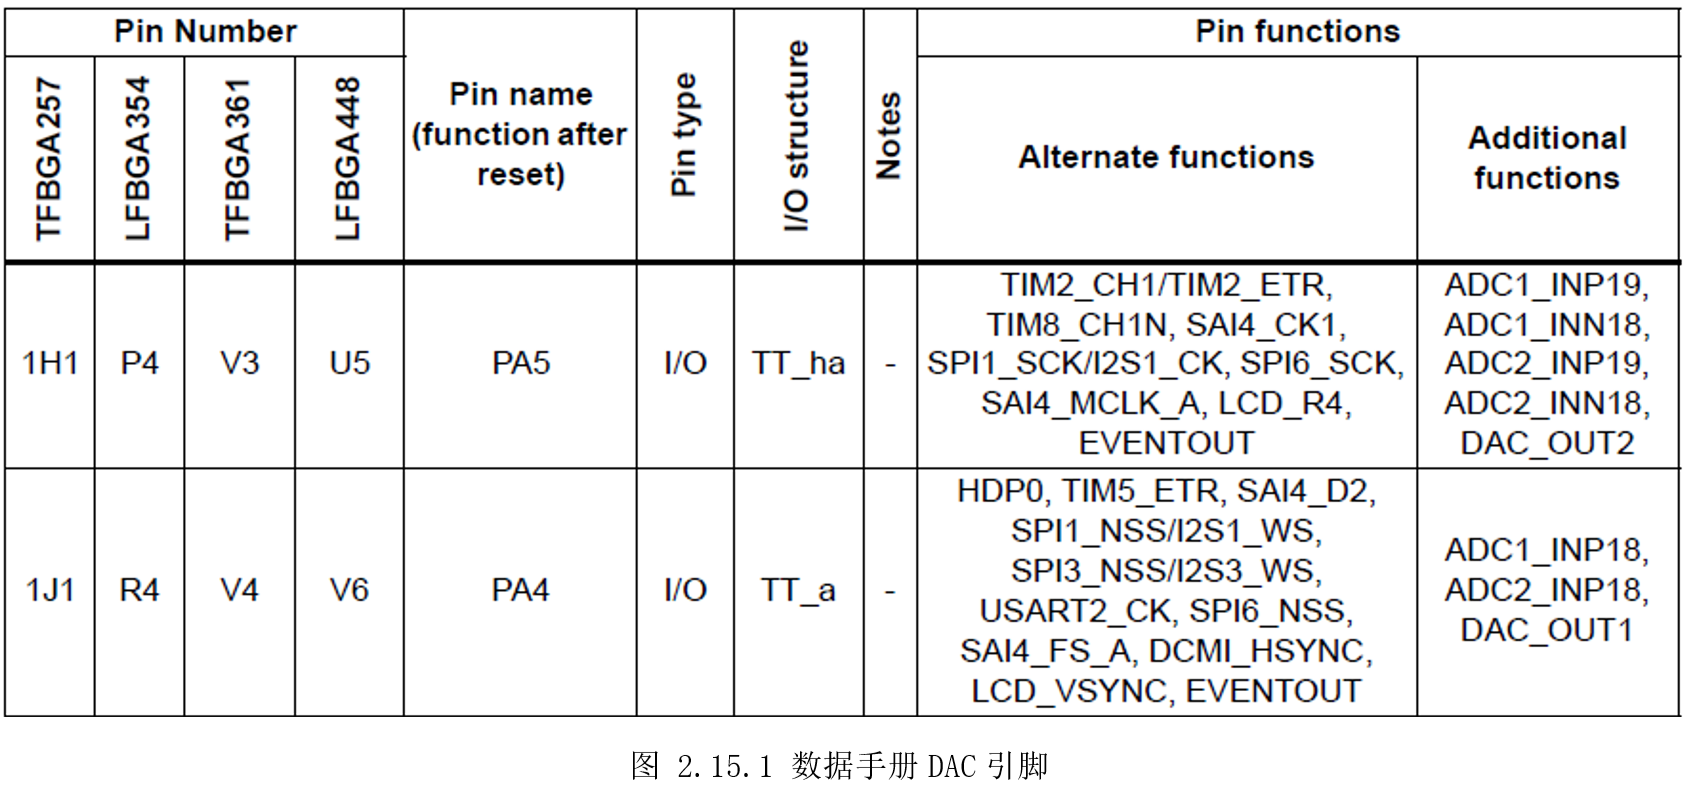 Pin Number
Pin functions
TFBGA257
LFBGA354
TFBGA361
LFBGA448
Pin name
(function after
reset)
Pin type
I/O structure
Notes
Alternate functions
Additional
functions
1H1
P4
V3
U5
PA5
I/O
TT_ha
-
TIM2_CH1/TIM2_ETR,
TIM8_CH1N, SAI4_CK1,
SPI1_SCK/I2S1_CK, SPI6_SCK,
SAI4_MCLK_A, LCD_R4,
EVENTOUT
ADC1_INP19,
ADC1_INN18,
ADC2_INP19,
ADC2_INN18,
DAC_OUT2
1J1
R4
V4
V6
PA4
I/O
TT_a
-
HDP0, TIM5_ETR, SAI4_D2,
SPI1_NSS/I2S1_WS,
SPI3_NSS/I2S3_WS,
USART2_CK, SPI6_NSS,
SAI4_FS_A, DCMI_HSYNC,
LCD_VSYNC, EVENTOUT
ADC1_INP18,
ADC2_INP18,
DAC_OUT1
图 2.15.1 数据手册 DAC 引脚